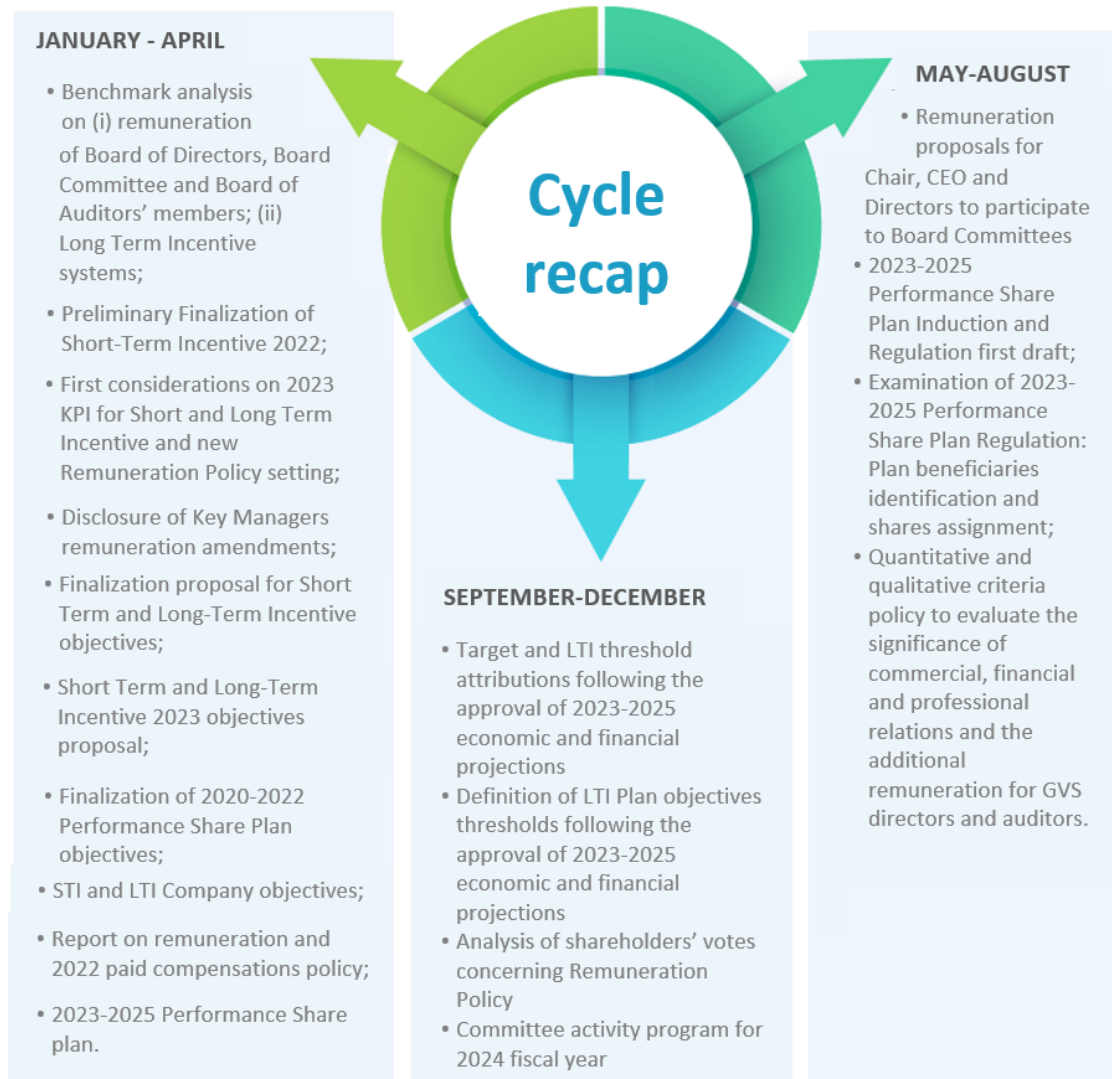 JANUARY - APRIL
• Benchmark analysis
on (i) remuneration
of Board of Directors, Board
Committee and Board of
Auditors’ members; (ii)
Long Term Incentive
systems;
• Preliminary Finalization of
Short-Term Incentive 2022;
• First considerations on 2023
KPI for Short and Long Term
Incentive and new
Remuneration Policy setting;
• Disclosure of Key Managers
remuneration amendments;
• Finalization proposal for Short
Term and Long-Term Incentive
objectives;
• Short Term and Long-Term
Incentive 2023 objectives
proposal;
• Finalization of 2020-2022
Performance Share Plan
objectives;
• STI and LTI Company objectives;
• Report on remuneration and
2022 paid compensations policy;
• 2023-2025 Performance Share
plan.
Cycle
recap
MAY-AUGUST
• Remuneration
proposals for
Chair, CEO and
Directors to participate
to Board Committees
• 2023-2025
Performance Share
Plan Induction and
Regulation first draft;
• Examination of 2023-
2025 Performance
Share Plan Regulation:
Plan beneficiaries
identification and
shares assignment;
• Quantitative and
qualitative criteria
policy to evaluate the
significance of
commercial, financial
and professional
relations and the
additional
remuneration for GVS
directors and auditors.
SEPTEMBER-DECEMBER
• Target and LTI threshold
attributions following the
approval of 2023-2025
economic and financial
projections
• Definition of LTI Plan objectives
thresholds following the
approval of 2023-2025
economic and financial
projections
• Analysis of shareholders’ votes
concerning Remuneration
Policy
• Committee activity program for
2024 fiscal year